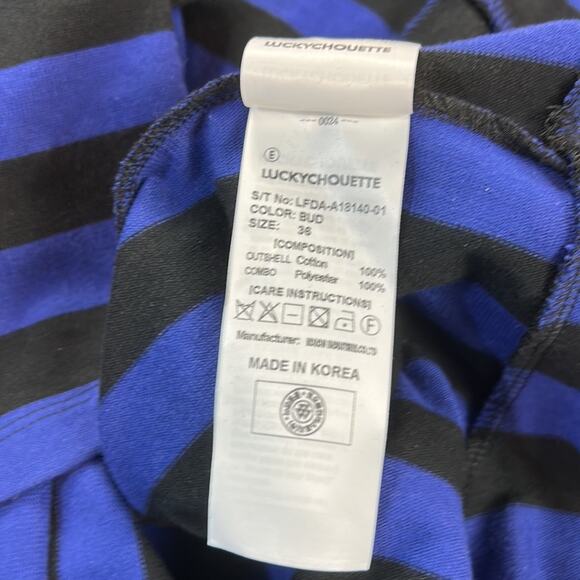 LUCKYCHOUETTE
--- 0024 ---
E
LUCKYCHOUETTE
S/T No: LFDA-A18140-01
COLOR: BUD
SIZE: 36
[COMPOSITION]
OUTSHELL Cotton 100%
COMBO Polyester 100%
[CARE INSTRUCTIONS]
F
Manufacturer:
MADE IN KOREA